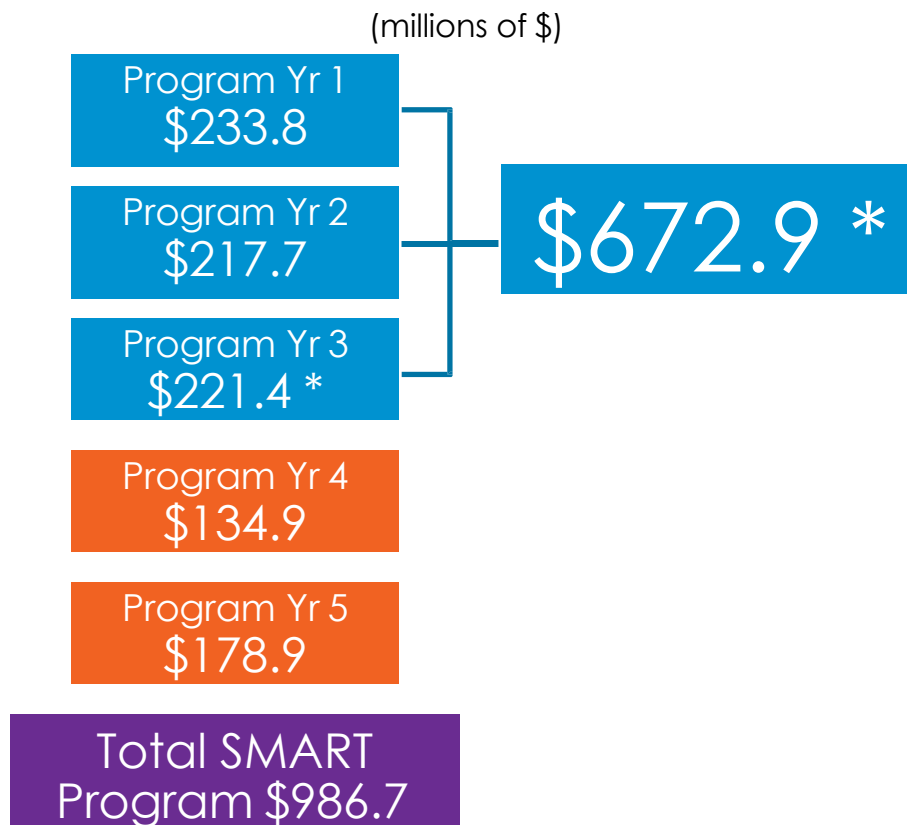 (millions of $)
Program Yr 1
$233.8
Program Yr 2
$217.7
Program Yr 3
$221.4 *
$672.9 *
Program Yr 4
$134.9
Program Yr 5
$178.9
Total SMART
Program $986.7